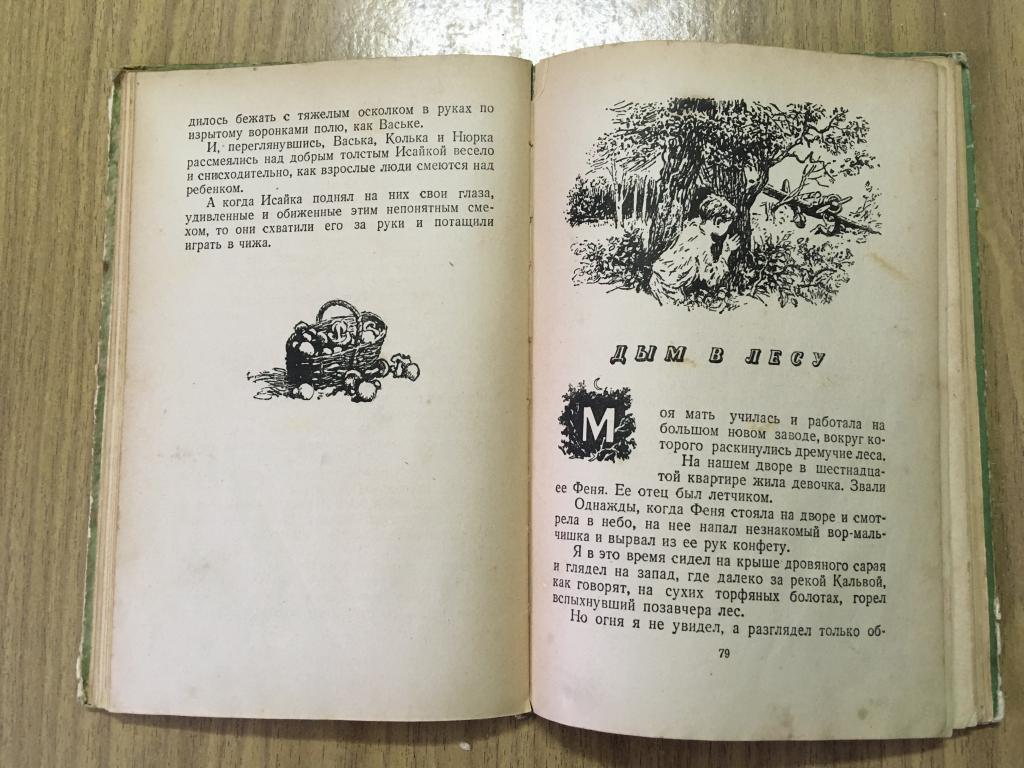 дилось бежать с тяжелым осколком в руках по
изрытому воронками полю, как Ваське.
И, переглянувшись, Васька, Колька и Нюрка
рассмеялись над добрым толстым Исайкой весело
и снисходительно, как взрослые люди смеются над
ребенком.
А когда Исайка поднял на них свои глаза,
удивленные и обиженные этим непонятным сме-
хом, то они схватили его за руки и потащили
играть в чижа.
ДЫМ В ЛЕСУ
Моя мать училась и работала на
большом новом заводе, вокруг ко-
торого раскинулись дремучие леса.
На нашем дворе в шестнадца-
той квартире жила девочка. Звали
ее Феня. Ее отец был летчиком.
Однажды, когда Феня стояла на дворе и смот-
рела в небо, на нее напал незнакомый вор-маль-
чишка и вырвал из ее рук конфету.
Я в это время сидел на крыше дровяного сарая
и глядел на запад, где далеко за рекой Кальвой,
как говорят, на сухих торфяных болотах, горел
вспыхнувший позавчера лес.
Но огня я не увидел, а разглядел только об-
79